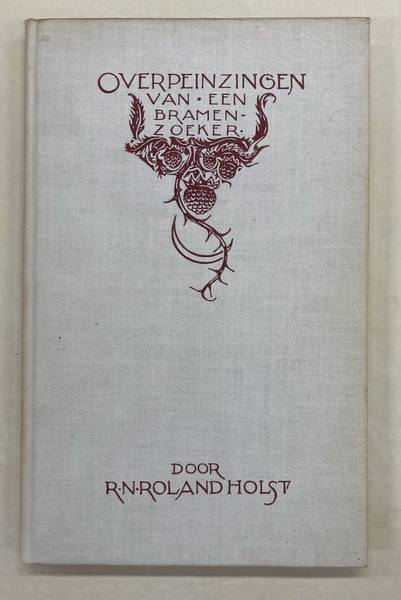 OVERPEINZINGEN
VAN · EEN
BRAMEN-
ZOEKER ·
DOOR
R·N·ROLAND HOLST